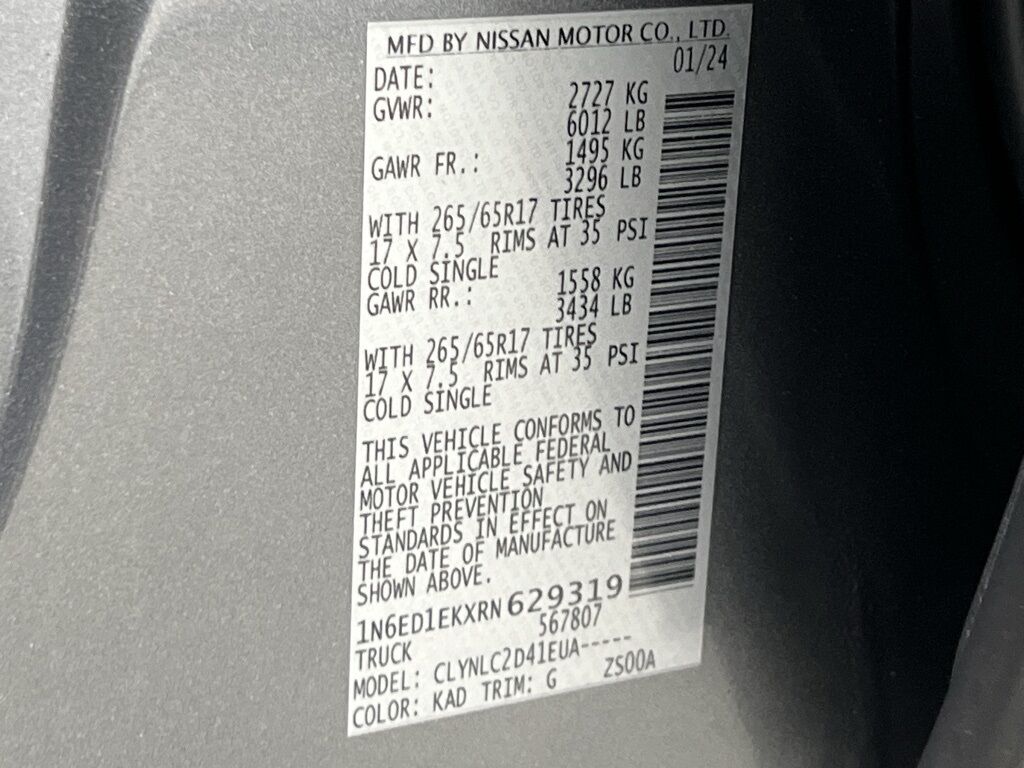 MFD BY NISSAN MOTOR CO., LTD.
DATE: 01/24
GVWR: 2727 KG
6012 LB
GAWR FR.: 1495 KG
3296 LB
WITH 265/65R17 TIRES
17 X 7.5 RIMS AT 35 PSI
COLD SINGLE
GAWR RR.: 1558 KG
3434 LB
WITH 265/65R17 TIRES
17 X 7.5 RIMS AT 35 PSI
COLD SINGLE
THIS VEHICLE CONFORMS TO
ALL APPLICABLE FEDERAL
MOTOR VEHICLE SAFETY AND
THEFT PREVENTION
STANDARDS IN EFFECT ON
THE DATE OF MANUFACTURE
SHOWN ABOVE.
1N6ED1EKXRN629319
TRUCK 567807
MODEL: CLYNLC2D41EUA-----
COLOR: KAD TRIM: G ZS00A